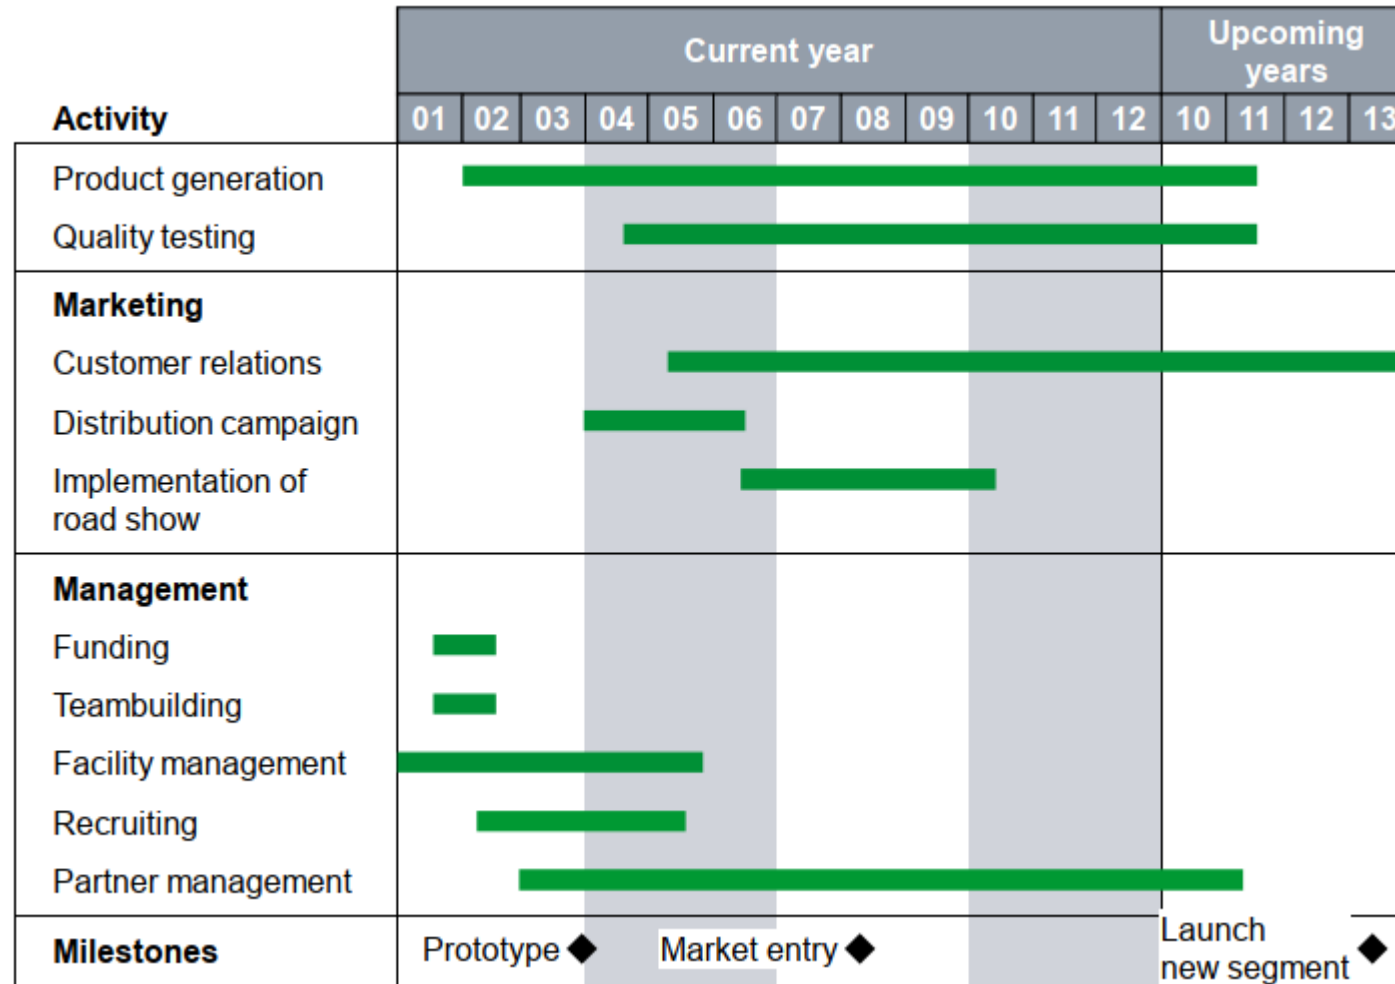 Current year
Upcoming
years
Activity 01 02 03 04 05 06 07 08 09 10 11 12 10 11 12 13
Product generation
Quality testing
Marketing
Customer relations
Distribution campaign
Implementation of
road show
Management
Funding
Teambuilding
Facility management
Recruiting
Partner management
Milestones Prototype Market entry Launch
new segment